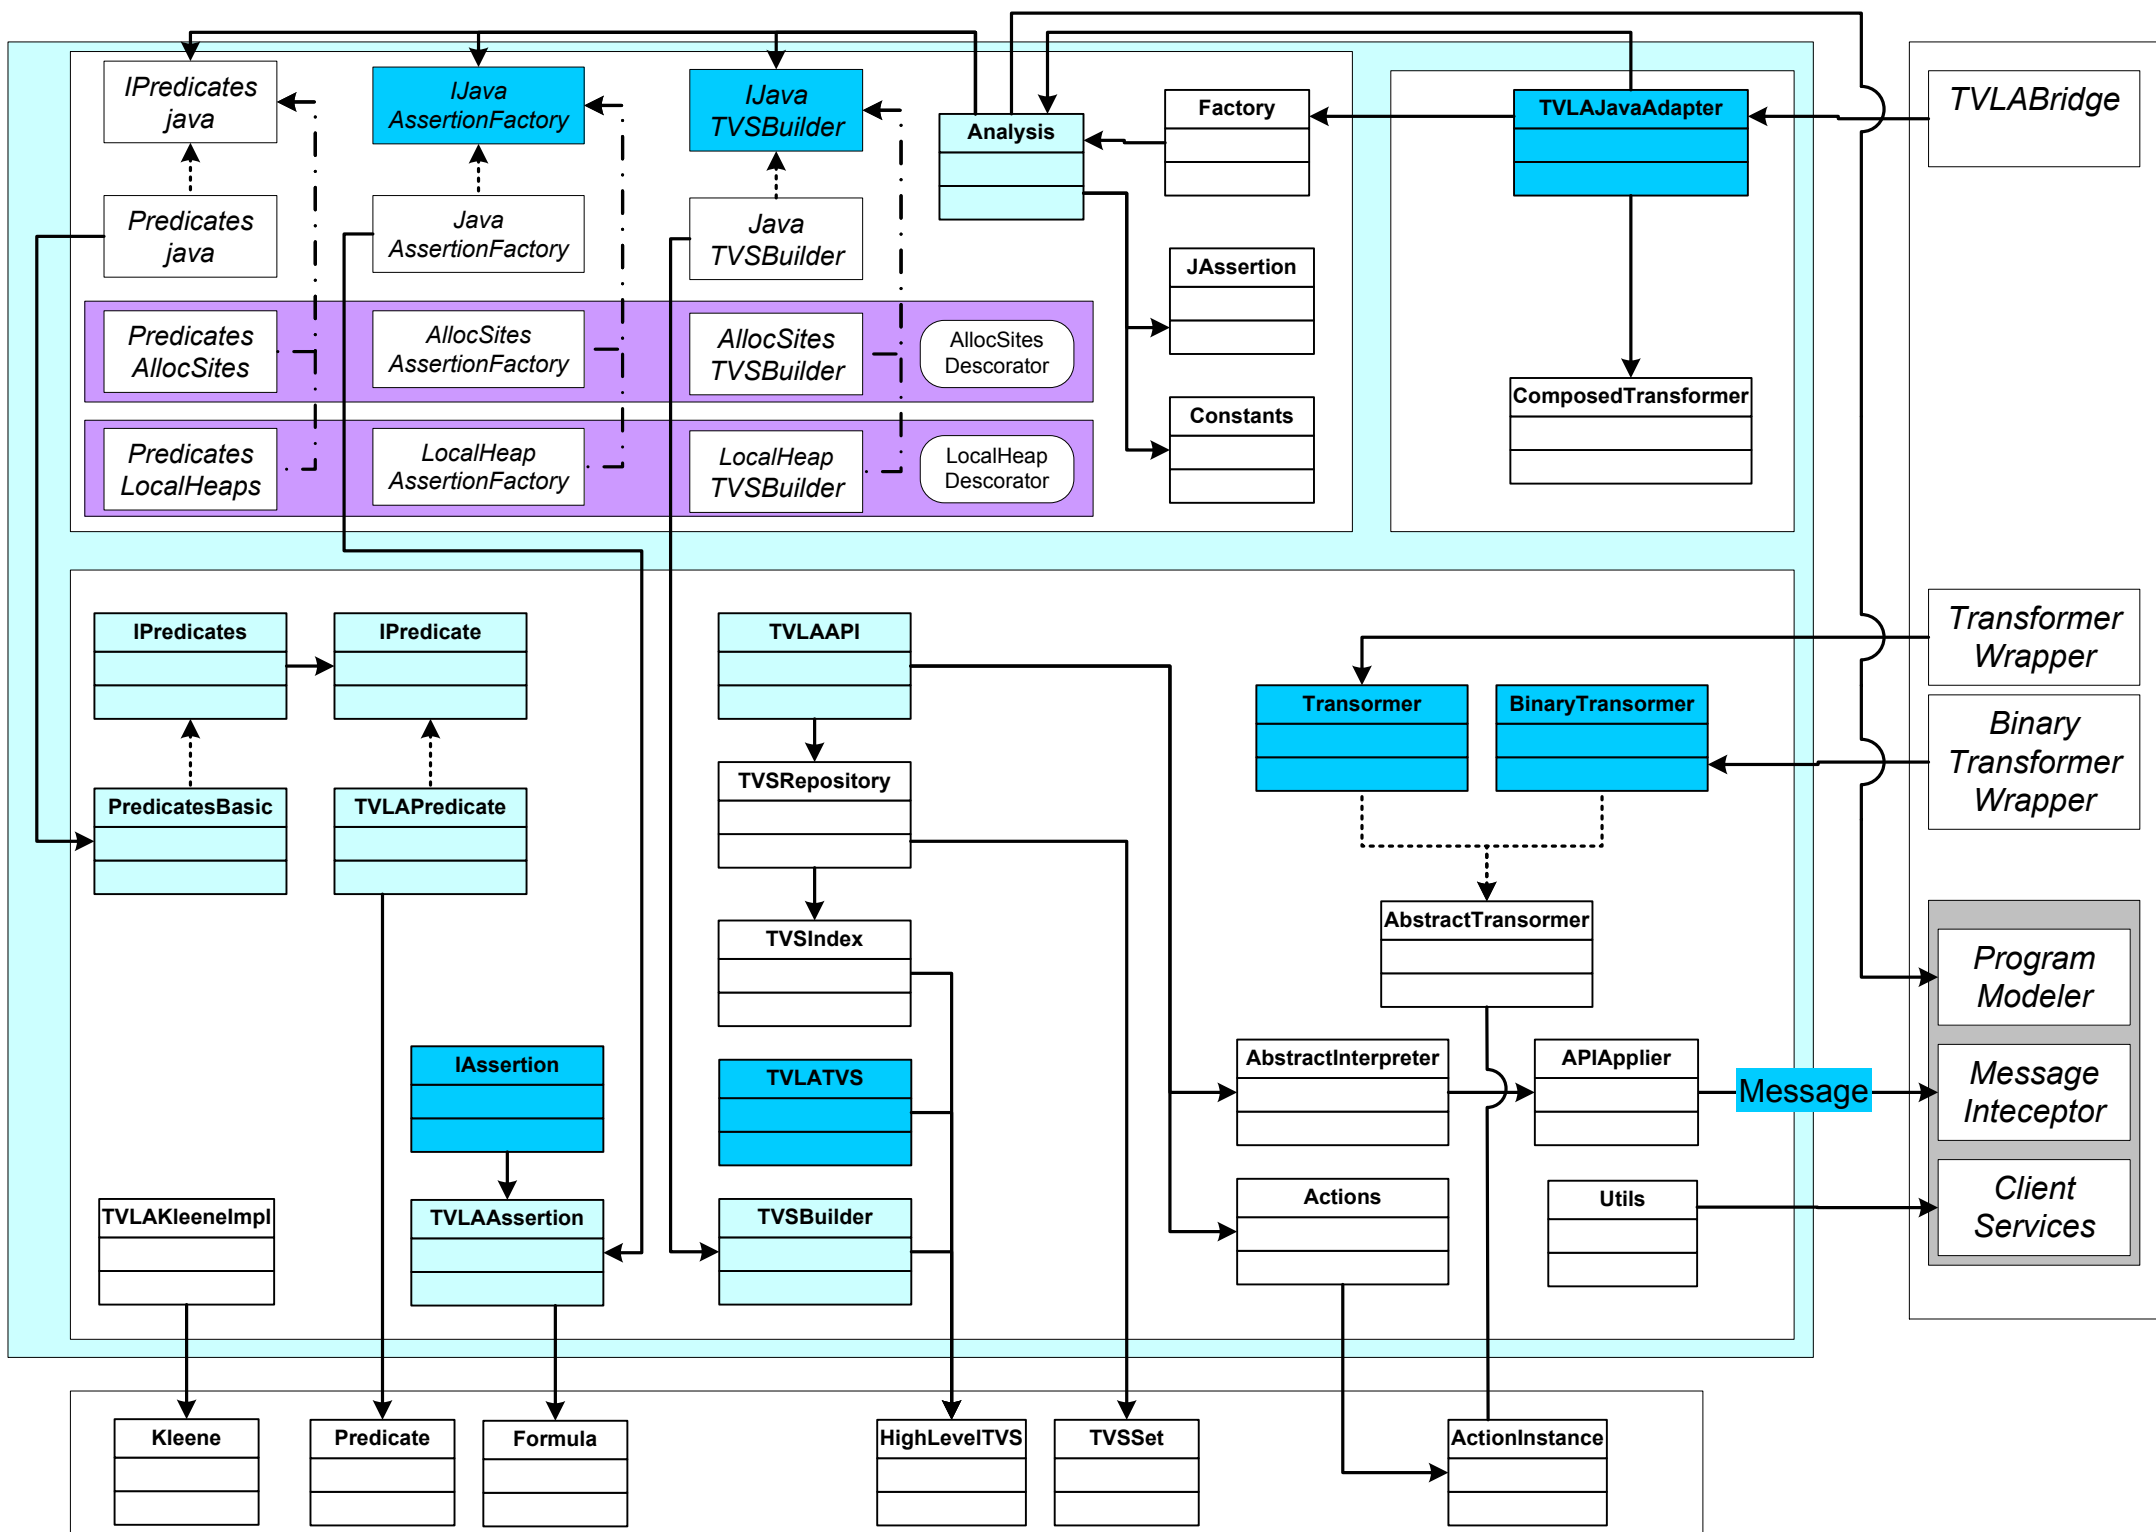 IPredicates
java
IJava
AssertionFactory
IJava
TVSBuilder
Analysis
Factory
TVLAJavaAdapter
TVLABridge
Predicates
java
Java
AssertionFactory
Java
TVSBuilder
JAssertion
Predicates
AllocSites
AllocSites
AssertionFactory
AllocSites
TVSBuilder
AllocSites
Descorator
Constants
ComposedTransformer
Predicates
LocalHeaps
LocalHeap
AssertionFactory
LocalHeap
TVSBuilder
LocalHeap
Descorator
IPredicates
IPredicate
TVLAAPI
Transformer
Wrapper
Transormer
BinaryTransormer
Binary
Transformer
Wrapper
TVSRepository
PredicatesBasic
TVLAPredicate
AbstractTransormer
TVSIndex
Program
Modeler
IAssertion
TVLATVS
AbstractInterpreter
APIApplier
Message
Message
Inteceptor
TVLAKleeneImpl
TVLAAssertion
TVSBuilder
Actions
Utils
Client
Services
Kleene
Predicate
Formula
HighLevelTVS
TVSSet
ActionInstance